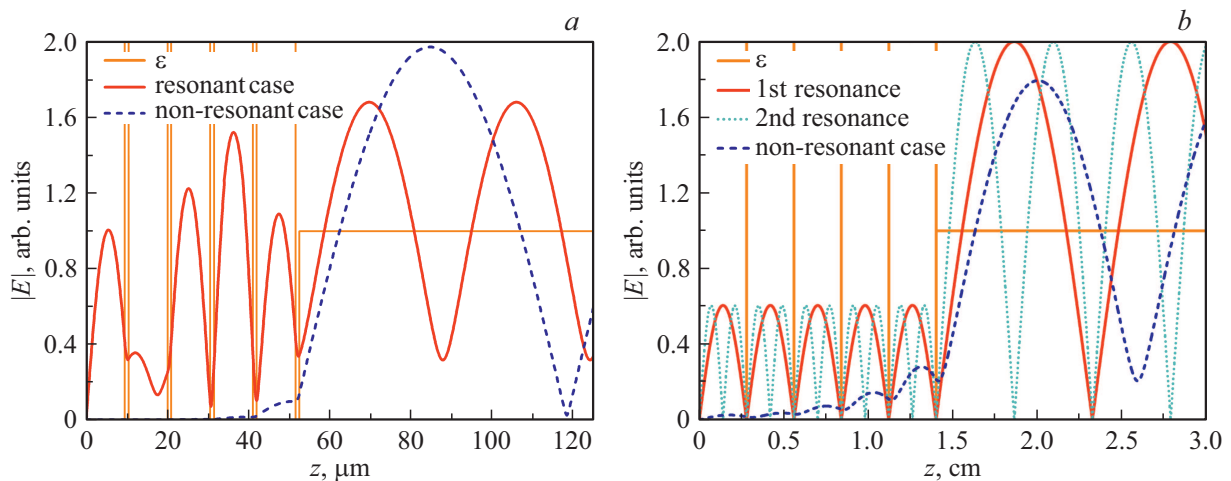 a
2.0
1.6
1.2
0.8
0.4
0
|E|, arb. units
ε
resonant case
non-resonant case
0 20 40 60 80 100 120
z, μm
b
2.0
1.6
1.2
0.8
0.4
0
|E|, arb. units
ε
1st resonance
2nd resonance
non-resonant case
0 0.5 1.0 1.5 2.0 2.5 3.0
z, cm